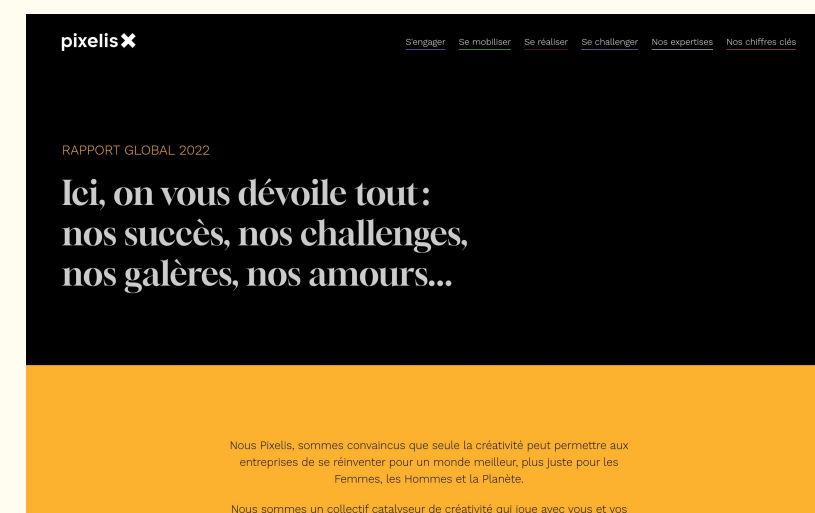 pixelis
S'engager Se mobiliser Se réaliser Se challenger Nos expertises Nos chiffres clés
RAPPORT GLOBAL 2022
Ici, on vous dévoile tout :
nos succès, nos challenges,
nos galères, nos amours...
Nous Pixelis, sommes convaincus que seule la créativité peut permettre aux
entreprises de se réinventer pour un monde meilleur, plus juste pour les
Femmes, les Hommes et la Planète.
Nous sommes un collectif catalyseur de créativité qui joue avec vous et vos